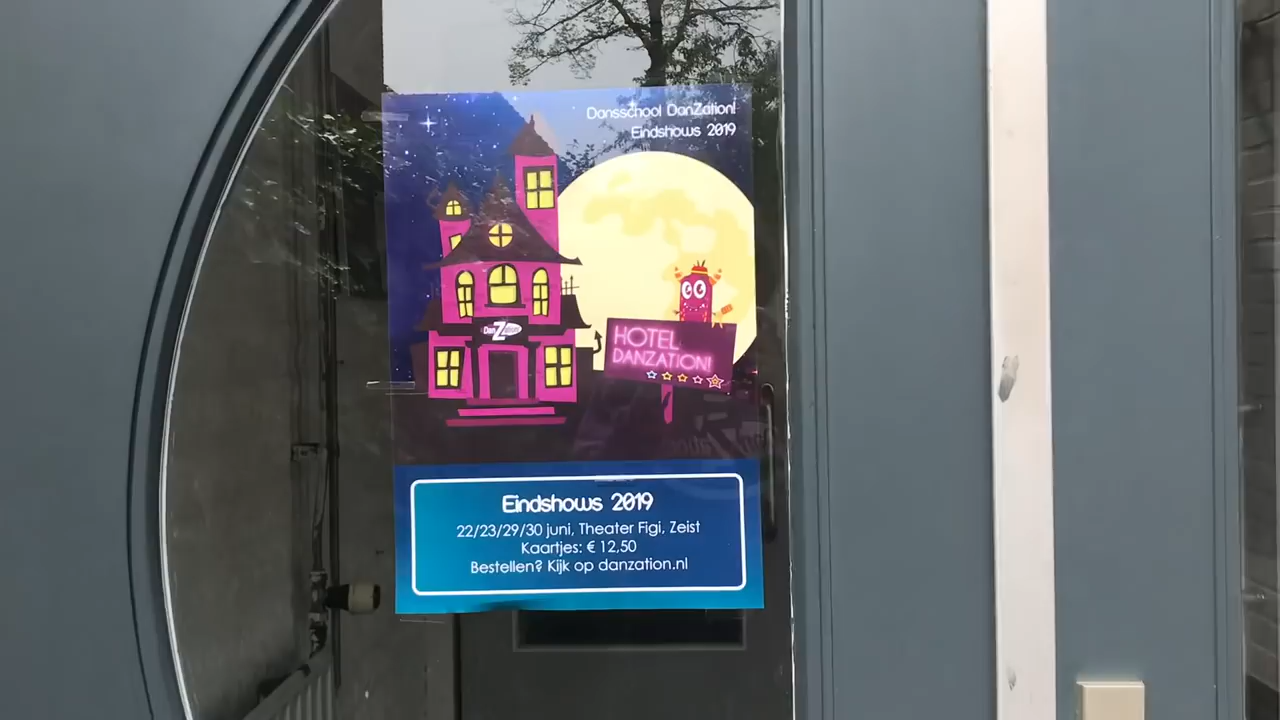 Dansschool DanZation!
Eindshows 2019
DanZation!
HOTEL
DANZATION!
Eindshows 2019
22/23/29/30 juni, Theater Figi, Zeist
Kaartjes: € 12,50
Bestellen? Kijk op danzation.nl